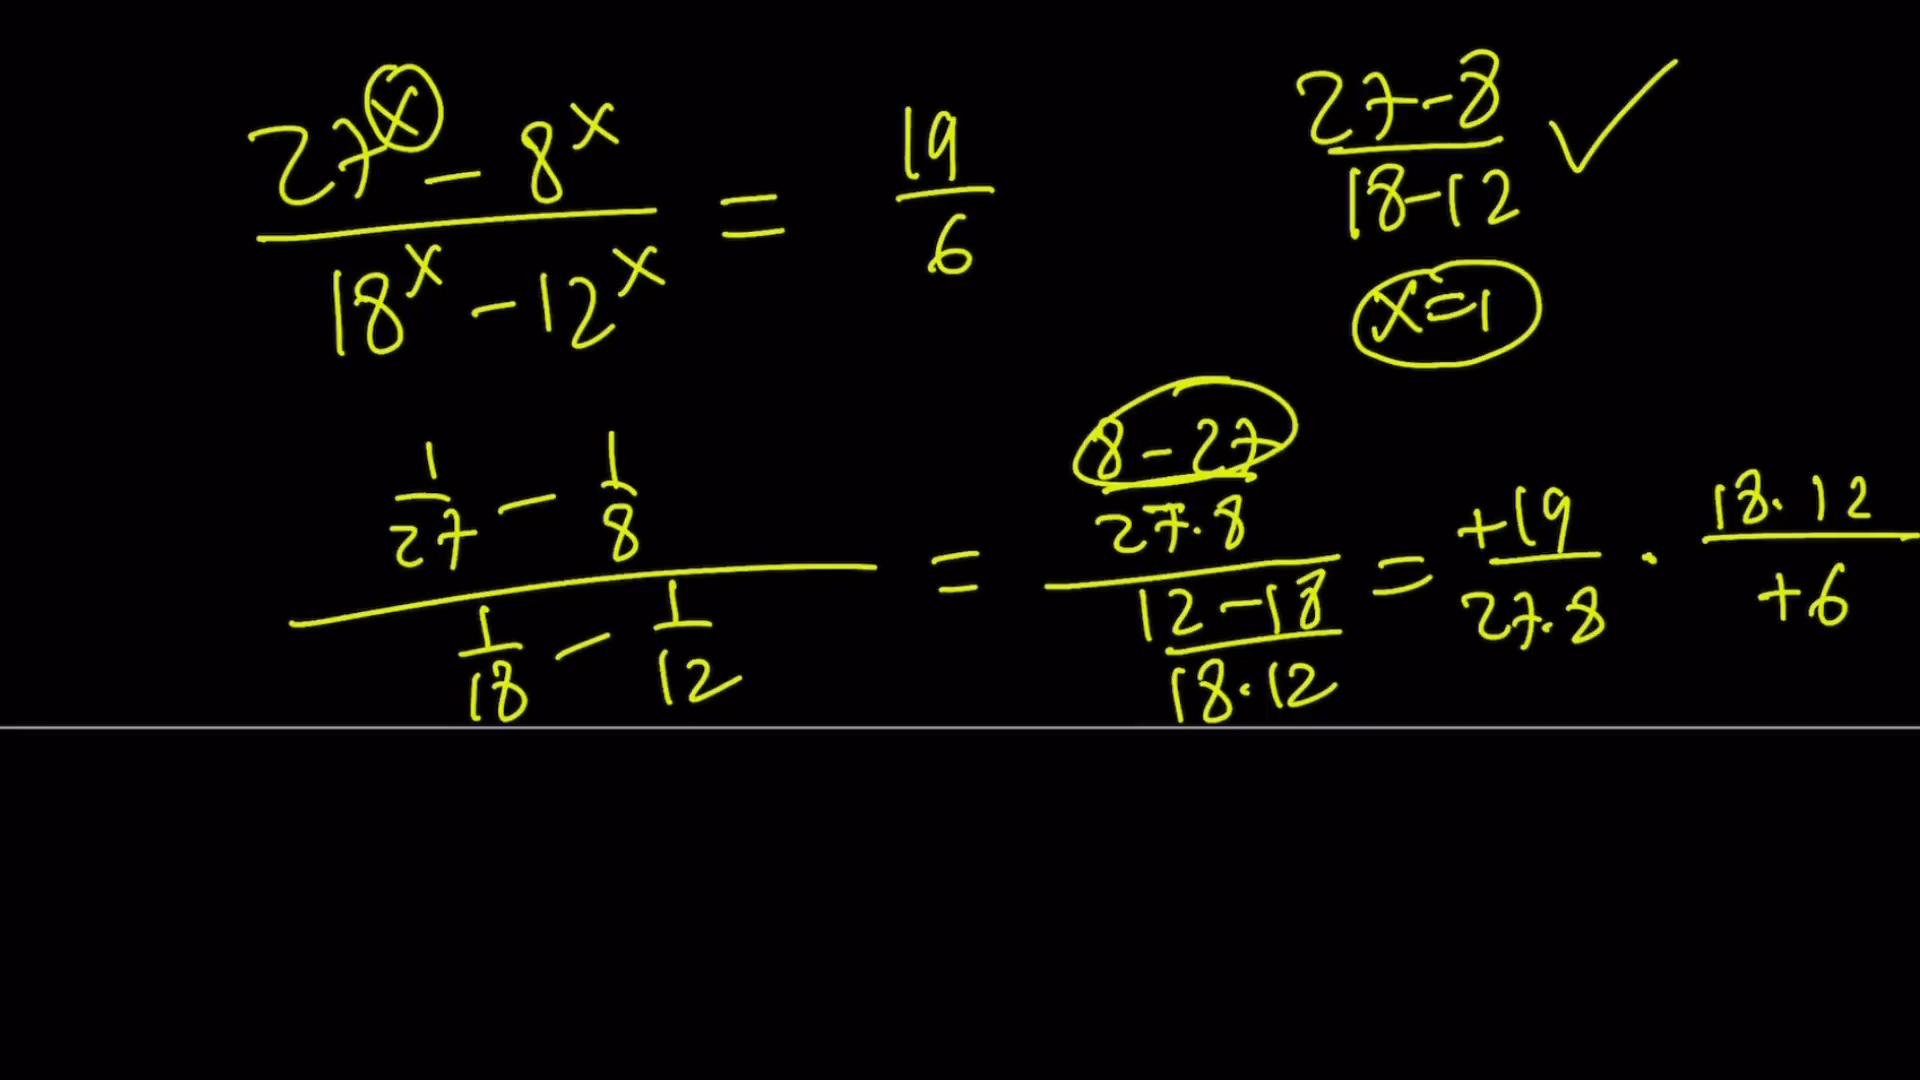 27^x - 8^x / 18^x - 12^x = 19/6
27-8 / 18-12 ✓
x=1
1/27 - 1/8 / 1/18 - 1/12 = 8-27 / 27.8 / 12-18 / 18.12 = +19 / 27.8 · 18.12 / +6